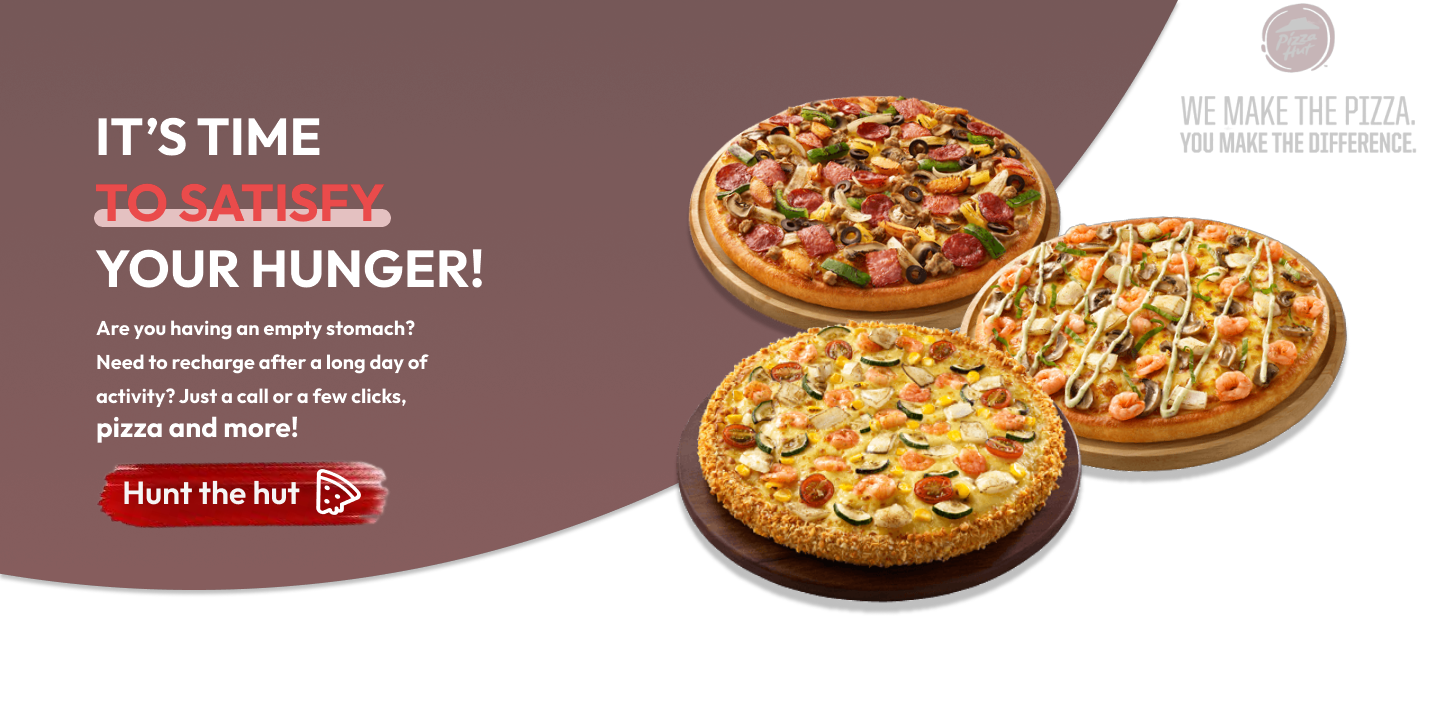 IT’S TIME
TO SATISFY
YOUR HUNGER!
Are you having an empty stomach?
Need to recharge after a long day of
activity? Just a call or a few clicks,
pizza and more!
Hunt the hut
Pizza
Hut
WE MAKE THE PIZZA.
YOU MAKE THE DIFFERENCE.